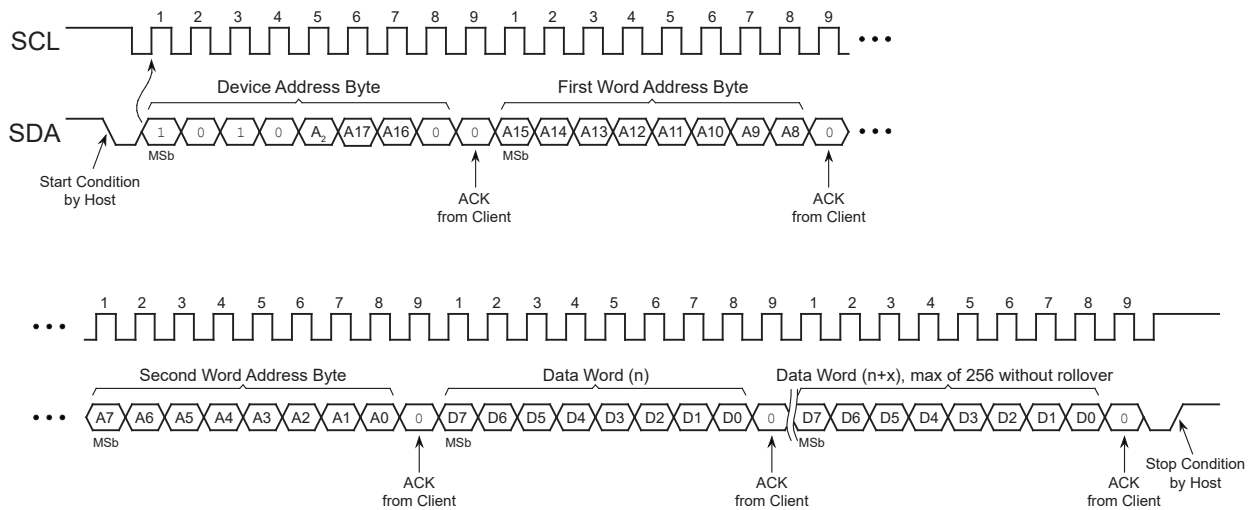 1 2 3 4 5 6 7 8 9 1 2 3 4 5 6 7 8 9
SCL
Device Address Byte First Word Address Byte
SDA 1 0 1 0 A2 A17 A16 0 0 A15 A14 A13 A12 A11 A10 A9 A8 0
MSb MSb
Start Condition
by Host
ACK
from Client
ACK
from Client
1 2 3 4 5 6 7 8 9 1 2 3 4 5 6 7 8 9 1 2 3 4 5 6 7 8 9
Second Word Address Byte Data Word (n) Data Word (n+x), max of 256 without rollover
A7 A6 A5 A4 A3 A2 A1 A0 0 D7 D6 D5 D4 D3 D2 D1 D0 0 D7 D6 D5 D4 D3 D2 D1 D0 0
MSb MSb MSb
ACK
from Client
ACK
from Client
ACK
from Client
Stop Condition
by Host